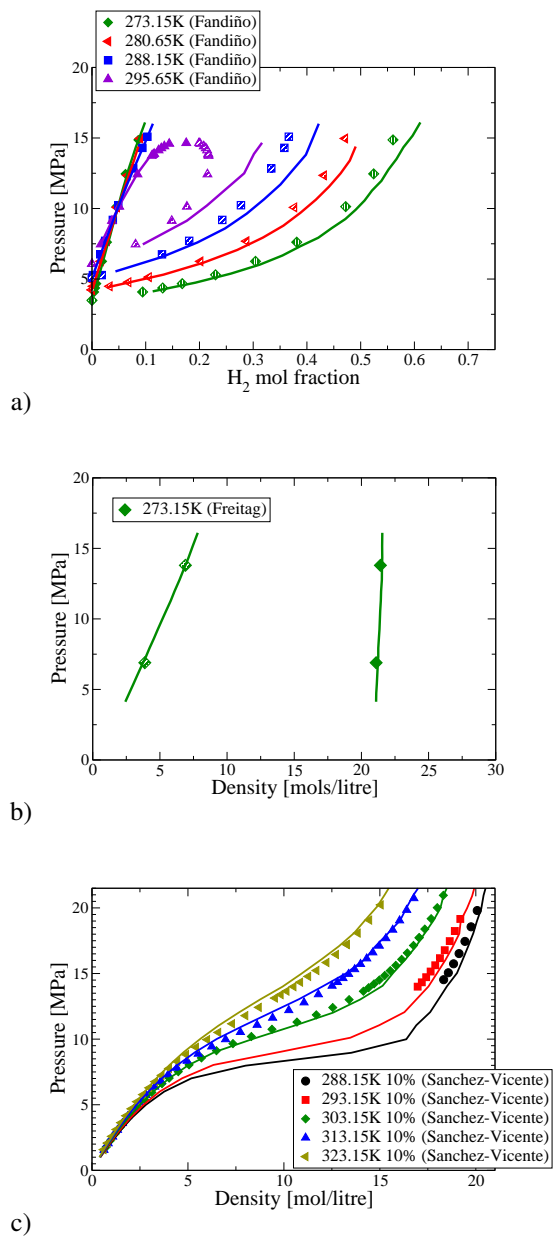 273.15K (Fandiño)
280.65K (Fandiño)
288.15K (Fandiño)
295.65K (Fandiño)
20
15
10
5
0
Pressure [MPa]
0 0.1 0.2 0.3 0.4 0.5 0.6 0.7
H2 mol fraction
a)
273.15K (Freitag)
20
15
10
5
0
Pressure [MPa]
0 5 10 15 20 25 30
Density [mols/litre]
b)
20
15
10
5
0
Pressure [MPa]
288.15K 10% (Sanchez-Vicente)
293.15K 10% (Sanchez-Vicente)
303.15K 10% (Sanchez-Vicente)
313.15K 10% (Sanchez-Vicente)
323.15K 10% (Sanchez-Vicente)
0 5 10 15 20
Density [mol/litre]
c)